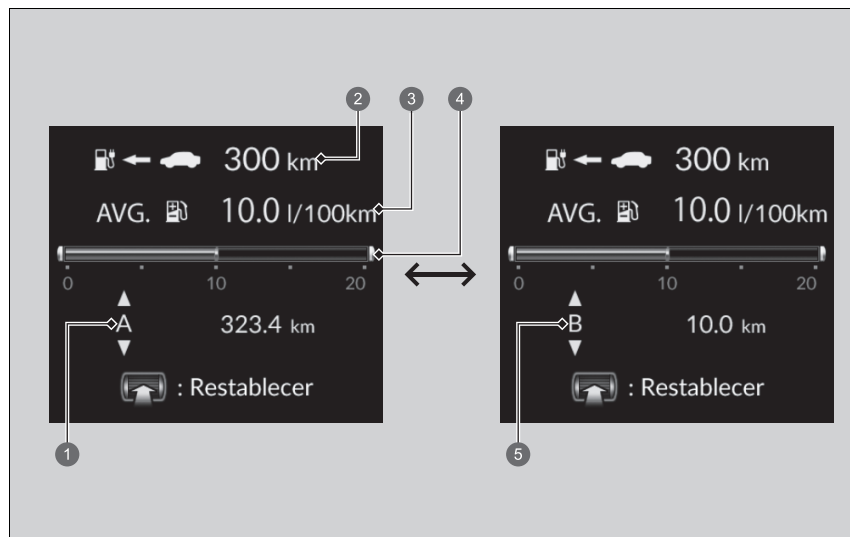 2 3 4
300 km
AVG. 10.0 l/100km
0 10 20
A 323.4 km
: Restablecer
1
300 km
AVG. 10.0 l/100km
0 10 20
B 10.0 km
: Restablecer
5